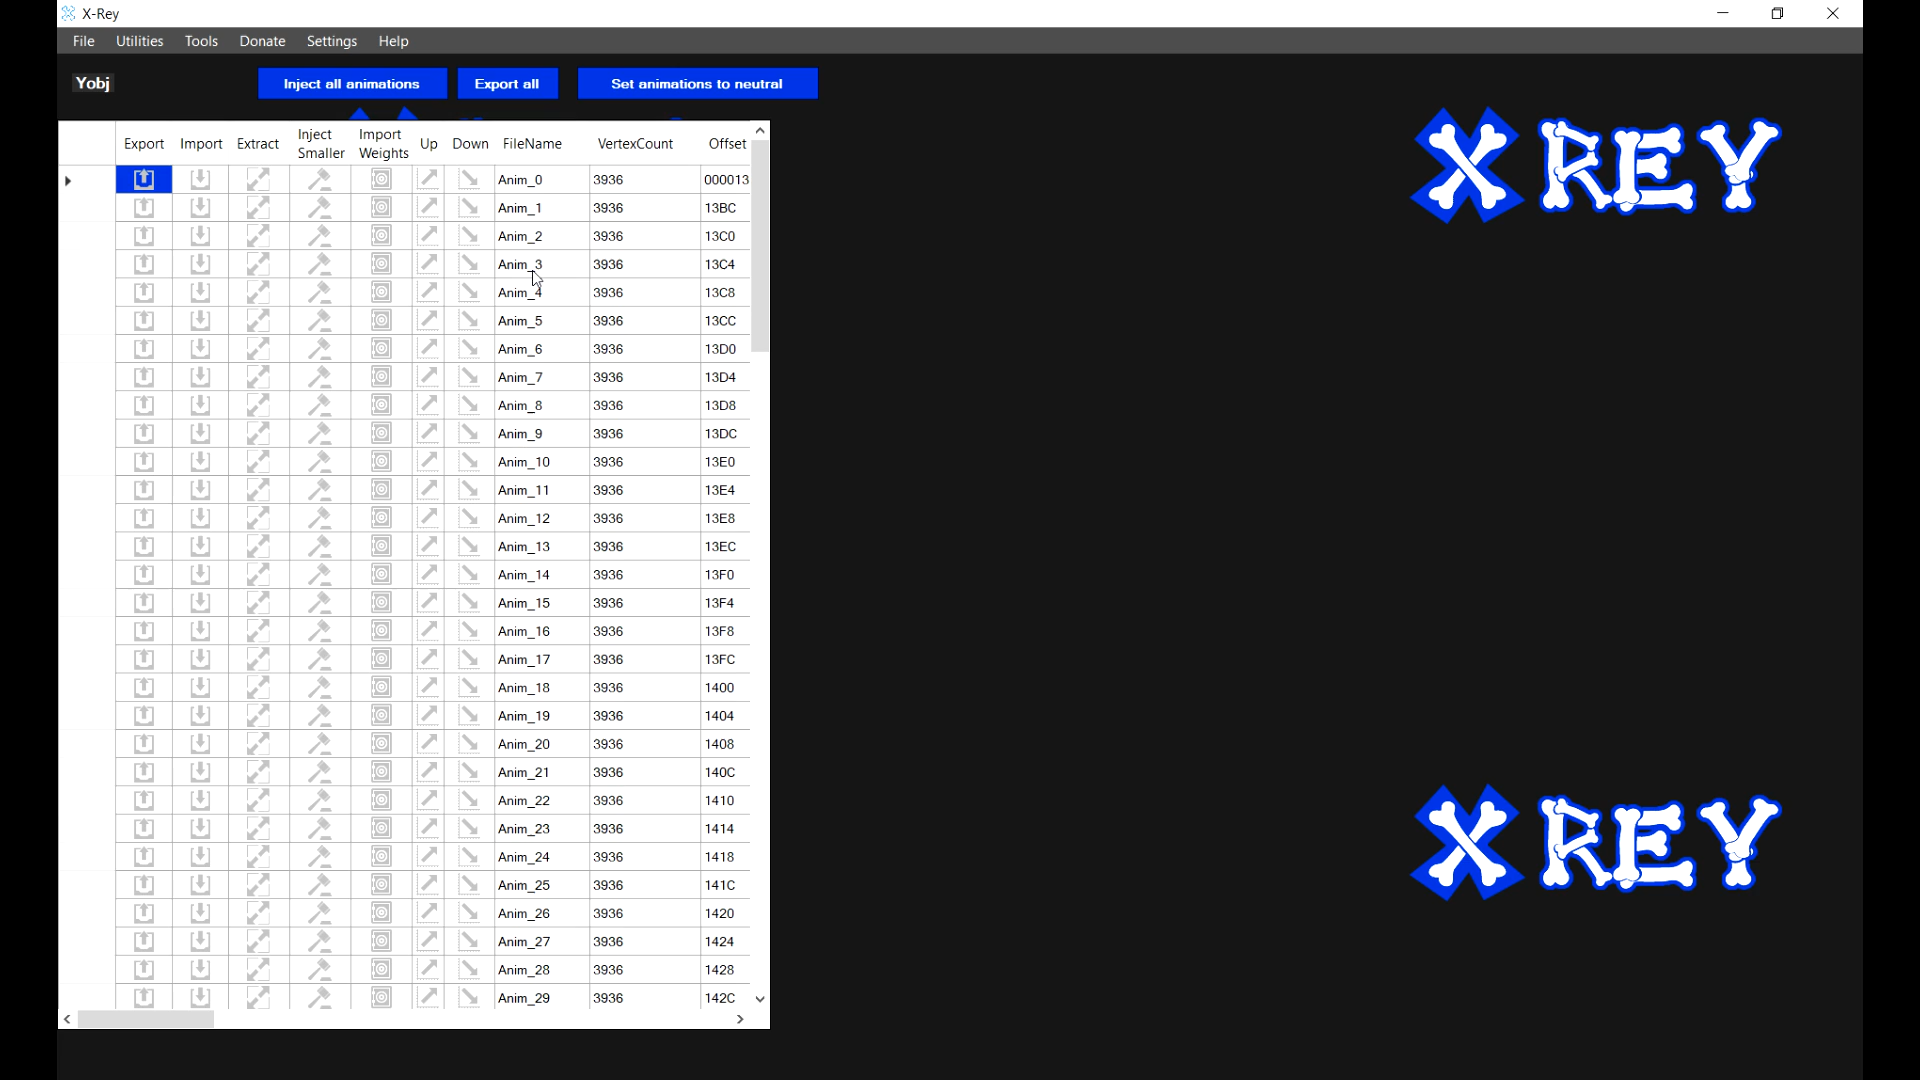 X-Rey
File Utilities Tools Donate Settings Help
Yobj Inject all animations Export all Set animations to neutral
X REY
Export Import Extract Inject Smaller Import Weights Up Down FileName VertexCount Offset
Anim_0 3936 000013
Anim_1 3936 13BC
Anim_2 3936 13C0
Anim_3 3936 13C4
Anim_4 3936 13C8
Anim_5 3936 13CC
Anim_6 3936 13D0
Anim_7 3936 13D4
Anim_8 3936 13D8
Anim_9 3936 13DC
Anim_10 3936 13E0
Anim_11 3936 13E4
Anim_12 3936 13E8
Anim_13 3936 13EC
Anim_14 3936 13F0
Anim_15 3936 13F4
Anim_16 3936 13F8
Anim_17 3936 13FC
Anim_18 3936 1400
Anim_19 3936 1404
Anim_20 3936 1408
Anim_21 3936 140C
Anim_22 3936 1410
Anim_23 3936 1414
Anim_24 3936 1418
Anim_25 3936 141C
Anim_26 3936 1420
Anim_27 3936 1424
Anim_28 3936 1428
Anim_29 3936 142C
X REY